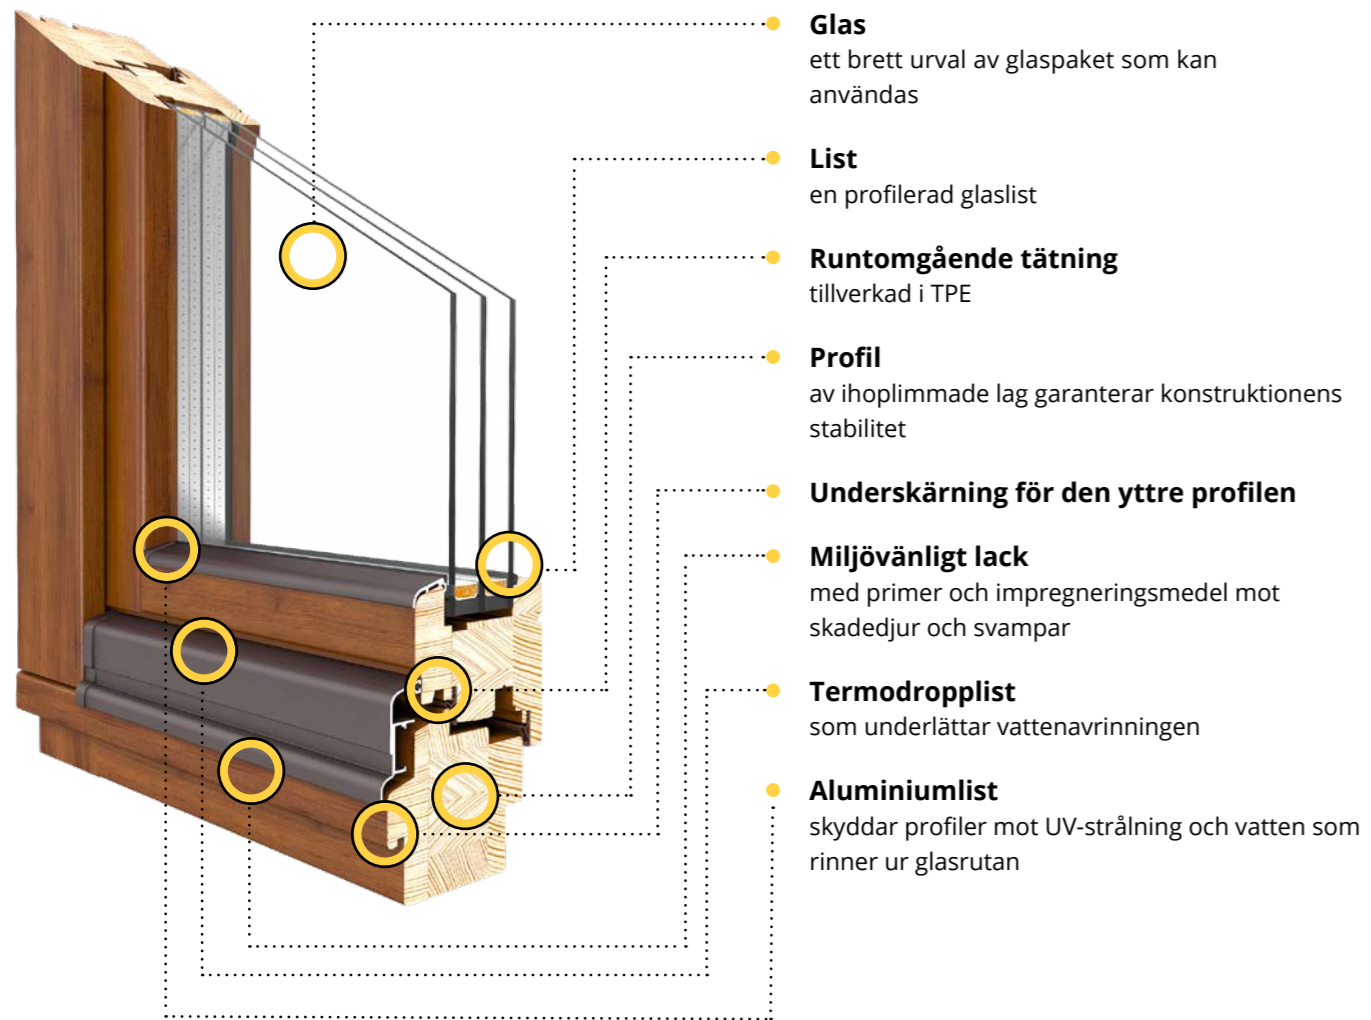 Glas
ett brett urval av glaspaket som kan
användas
List
en profilerad glaslist
Runtomgående tätning
tillverkad i TPE
Profil
av ihoplimmade lag garanterar konstruktionens
stabilitet
Underskärning för den yttre profilen
Miljövänligt lack
med primer och impregneringsmedel mot
skadedjur och svampar
Termodropplist
som underlättar vattenavrinningen
Aluminiumlist
skyddar profiler mot UV-strålning och vatten som
rinner ur glasrutan